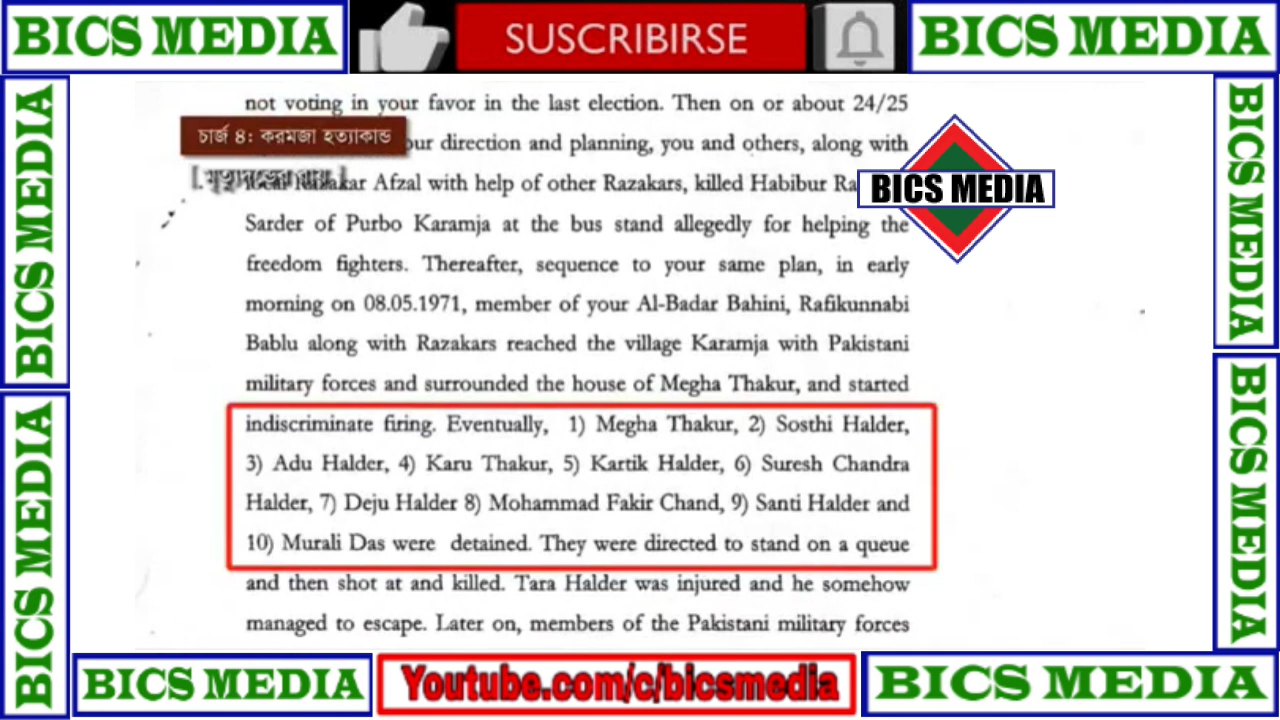 BICS MEDIA
SUSCRIBIRSE
BICS MEDIA
BICS MEDIA
BICS MEDIA
BICS MEDIA
BICS MEDIA
not voting in your favor in the last election. Then on or about 24/25
চার্জ ৪: করমজা হত্যাকান্ড
direction and planning, you and others, along with
Afzal with help of other Razakars, killed Habibur
BICS MEDIA
Sarder of Purbo Karamja at the bus stand allegedly for helping the
freedom fighters. Thereafter, sequence to your same plan, in early
morning on 08.05.1971, member of your Al-Badar Bahini, Rafikunnabi
Bablu along with Razakars reached the village Karamja with Pakistani
military forces and surrounded the house of Megha Thakur, and started
indiscriminate firing. Eventually, 1) Megha Thakur, 2) Sosthi Halder,
3) Adu Halder, 4) Karu Thakur, 5) Kartik Halder, 6) Suresh Chandra
Halder, 7) Deju Halder 8) Mohammad Fakir Chand, 9) Santi Halder and
10) Murali Das were detained. They were directed to stand on a queue
and then shot at and killed. Tara Halder was injured and he somehow
managed to escape. Later on, members of the Pakistani military forces
BICS MEDIA
Youtube.com/c/bicsmedia
BICS MEDIA